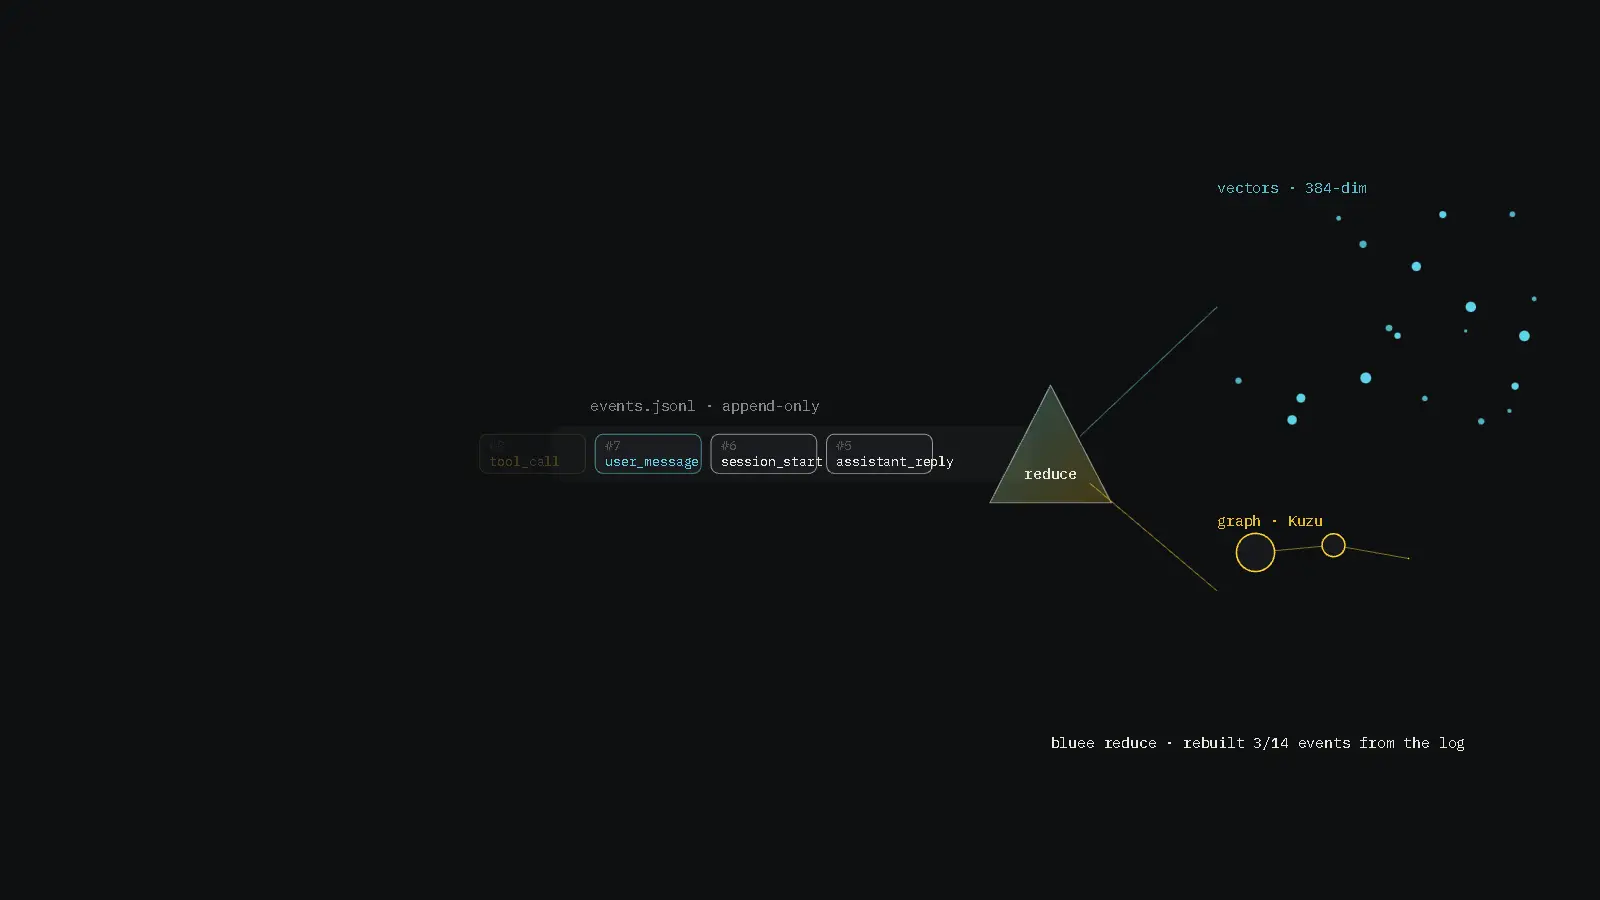 vectors · 384-dim
events.jsonl · append-only
#7
#6
#5
tool_call
user_message
session_start
assistant_reply
reduce
graph · Kuzu
bluee reduce · rebuilt 3/14 events from the log